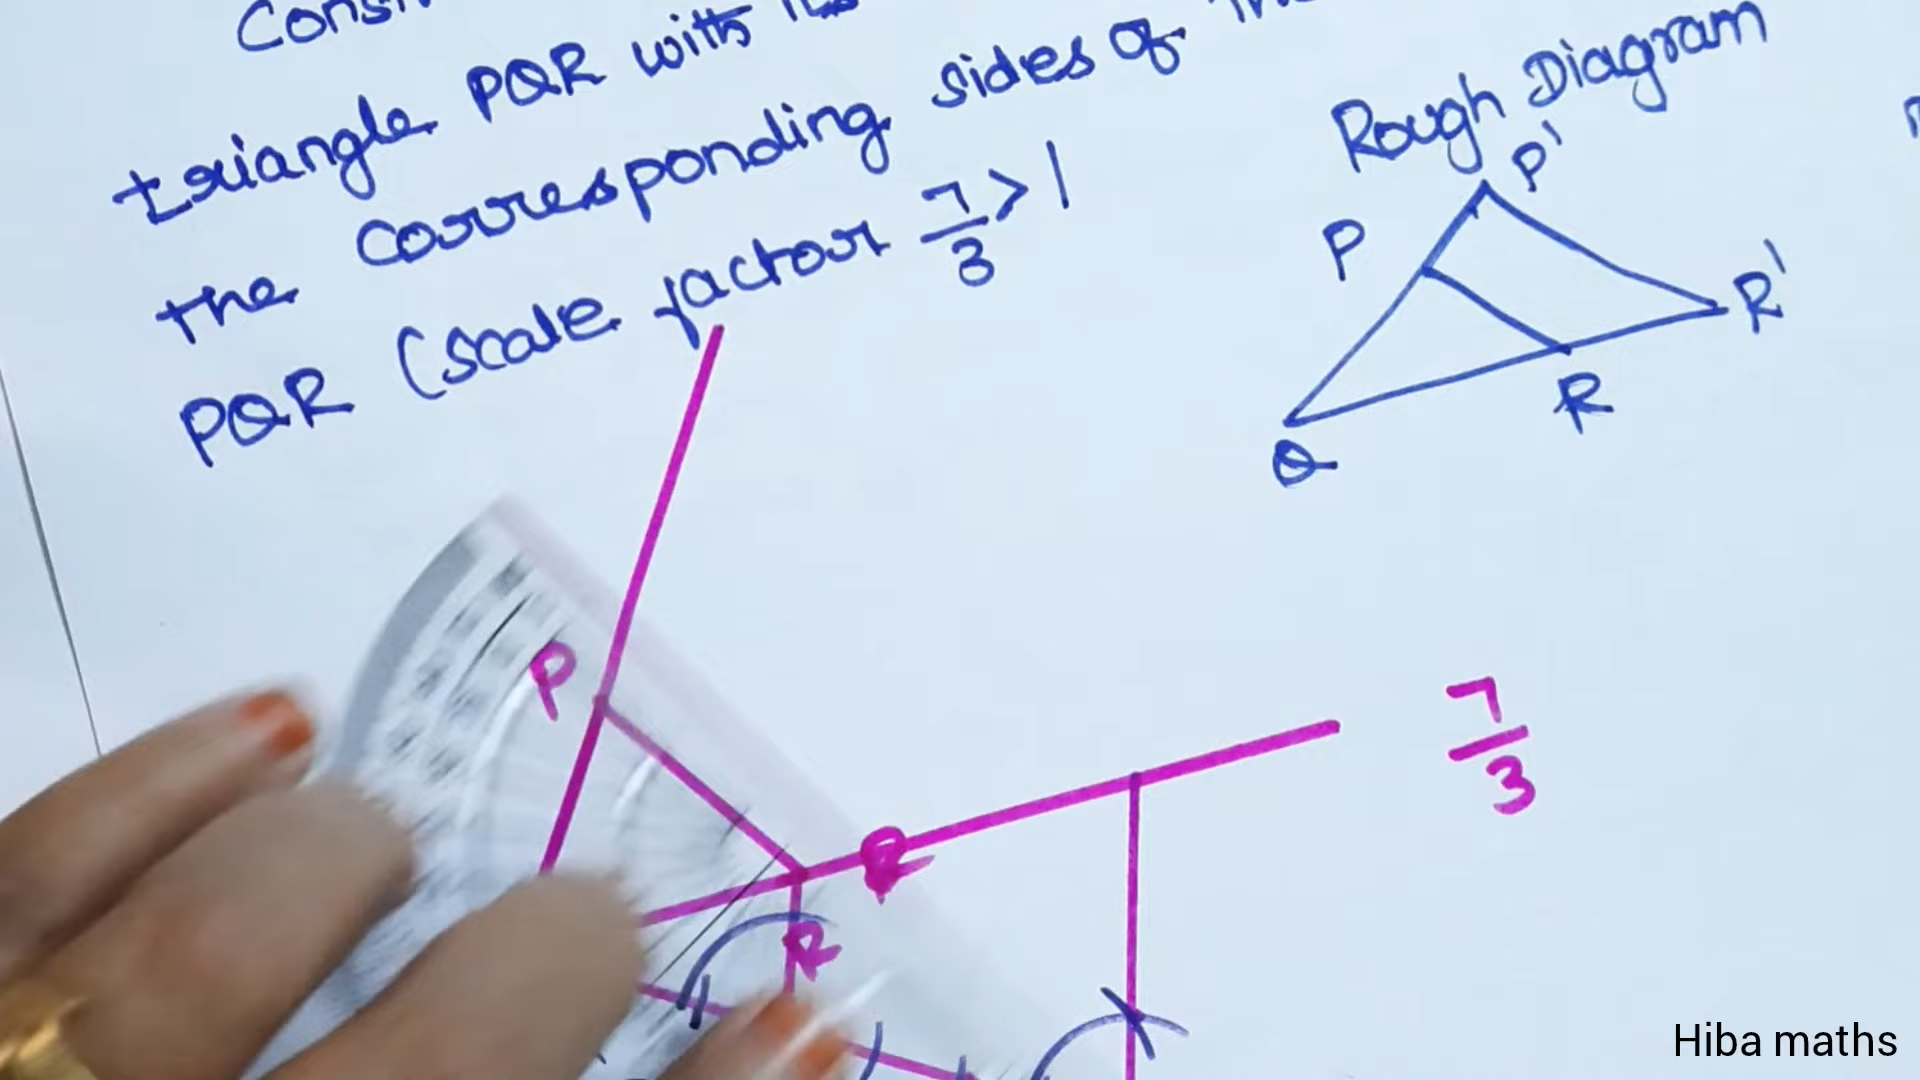 triangle PQR with
the corresponding sides of
PQR (scale factor 7/3 > 1
Rough Diagram
P'
P
R'
R
Q
P
R
R
7/3
Hiba maths